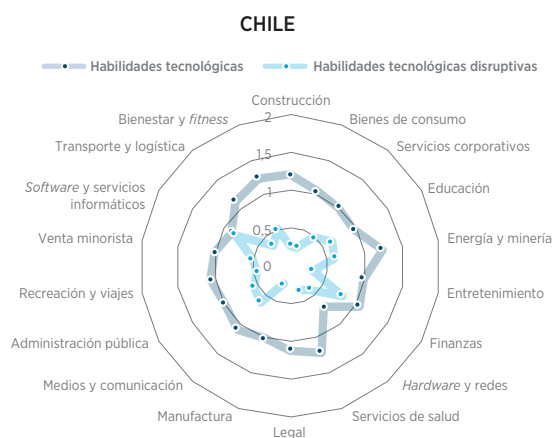 CHILE
Habilidades tecnológicas
Habilidades tecnológicas disruptivas
Construcción
Bienes de consumo
Servicios corporativos
Educación
Energía y minería
Entretenimiento
Finanzas
Hardware y redes
Servicios de salud
Legal
Manufactura
Medios y comunicación
Administración pública
Recreación y viajes
Venta minorista
Software y servicios
informáticos
Transporte y logística
Bienestar y fitness
2
1,5
1
0,5
0